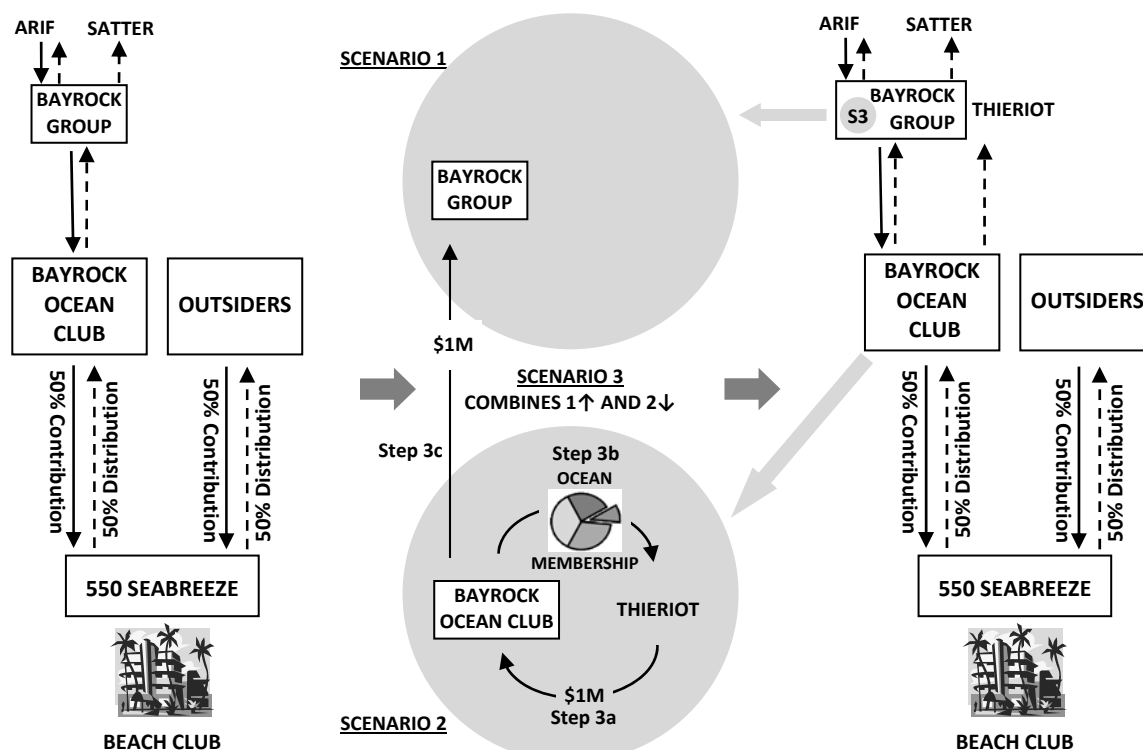 ARIF
SATTER
BAYROCK
GROUP
BAYROCK
OCEAN
CLUB
OUTSIDERS
50% Contribution
50% Distribution
50% Contribution
50% Distribution
550 SEABREEZE
BEACH CLUB
SCENARIO 1
BAYROCK
GROUP
$1M
SCENARIO 3
COMBINES 1↑ AND 2↓
Step 3c
Step 3b
OCEAN
MEMBERSHIP
BAYROCK
OCEAN CLUB
THIERIOT
$1M
Step 3a
SCENARIO 2
ARIF
SATTER
S3
BAYROCK
GROUP
THIERIOT
BAYROCK
OCEAN
CLUB
OUTSIDERS
50% Contribution
50% Distribution
50% Contribution
50% Distribution
550 SEABREEZE
BEACH CLUB